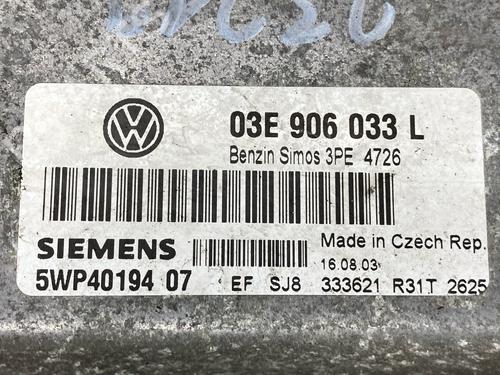 03E 906 033 L
Benzin Simos 3PE 4726
SIEMENS
Made in Czech Rep.
16.08.03
5WP40194 07
EF SJ8 333621 R31T 2625